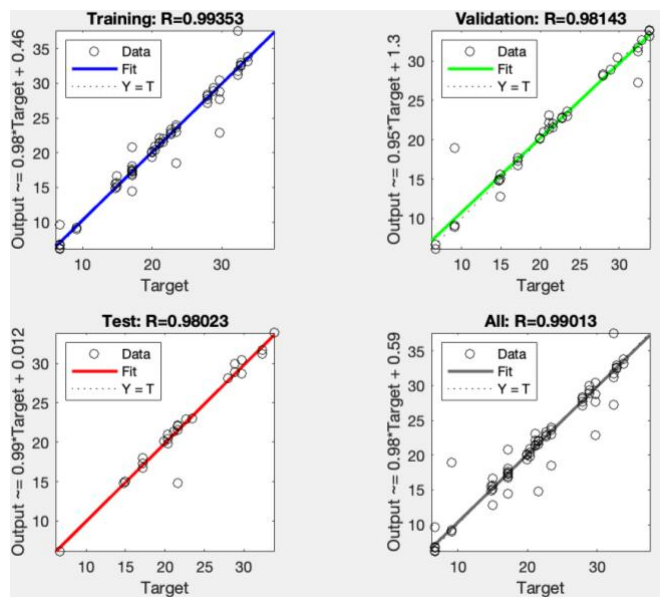 Training: R=0.99353
Output ~= 0.98*Target + 0.46
35
30
25
20
15
10
Data
Fit
Y = T
10
20
30
Target
Validation: R=0.98143
Output ~= 0.95*Target + 1.3
30
25
20
15
10
Data
Fit
Y = T
10
15
20
25
30
Target
Test: R=0.98023
Output ~= 0.99*Target + 0.012
30
25
20
15
10
Data
Fit
Y = T
10
15
20
25
30
Target
All: R=0.99013
Output ~= 0.98*Target + 0.59
35
30
25
20
15
10
Data
Fit
Y = T
10
20
30
Target